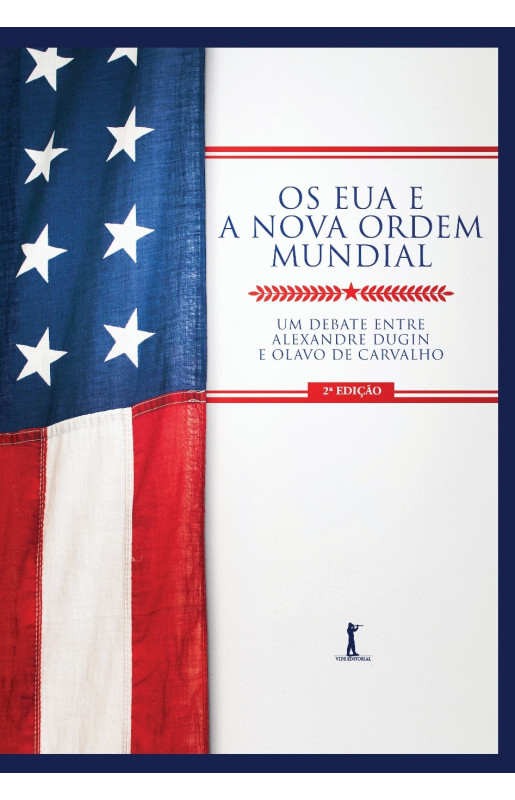 OS EUA E
A NOVA ORDEM
MUNDIAL
UM DEBATE ENTRE
ALEXANDRE DUGIN
E OLAVO DE CARVALHO
2ª EDIÇÃO
VIDE EDITORIAL